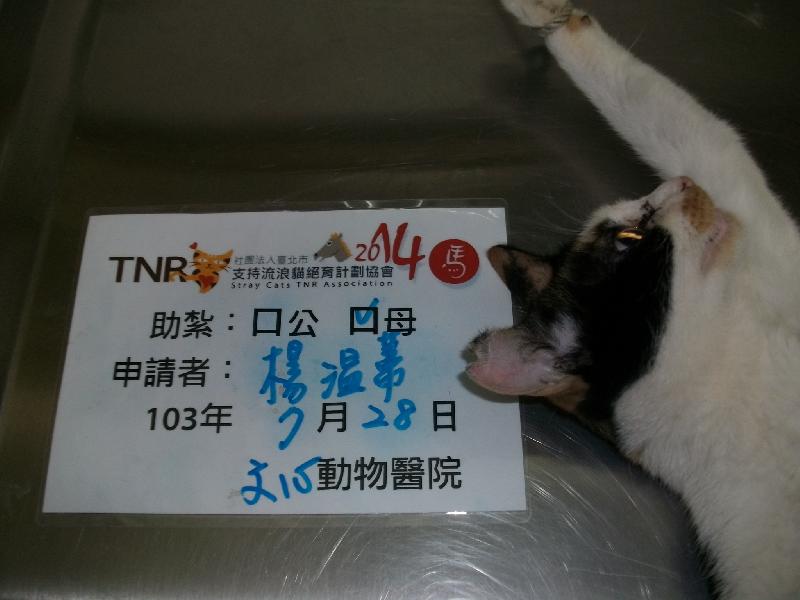 TNR 社團法人臺北市 2014 馬
支持流浪貓絕育計劃協會
Stray Cats TNR Association
助紮：口公 口母
申請者：楊溫
103年 7月28日
文心動物醫院